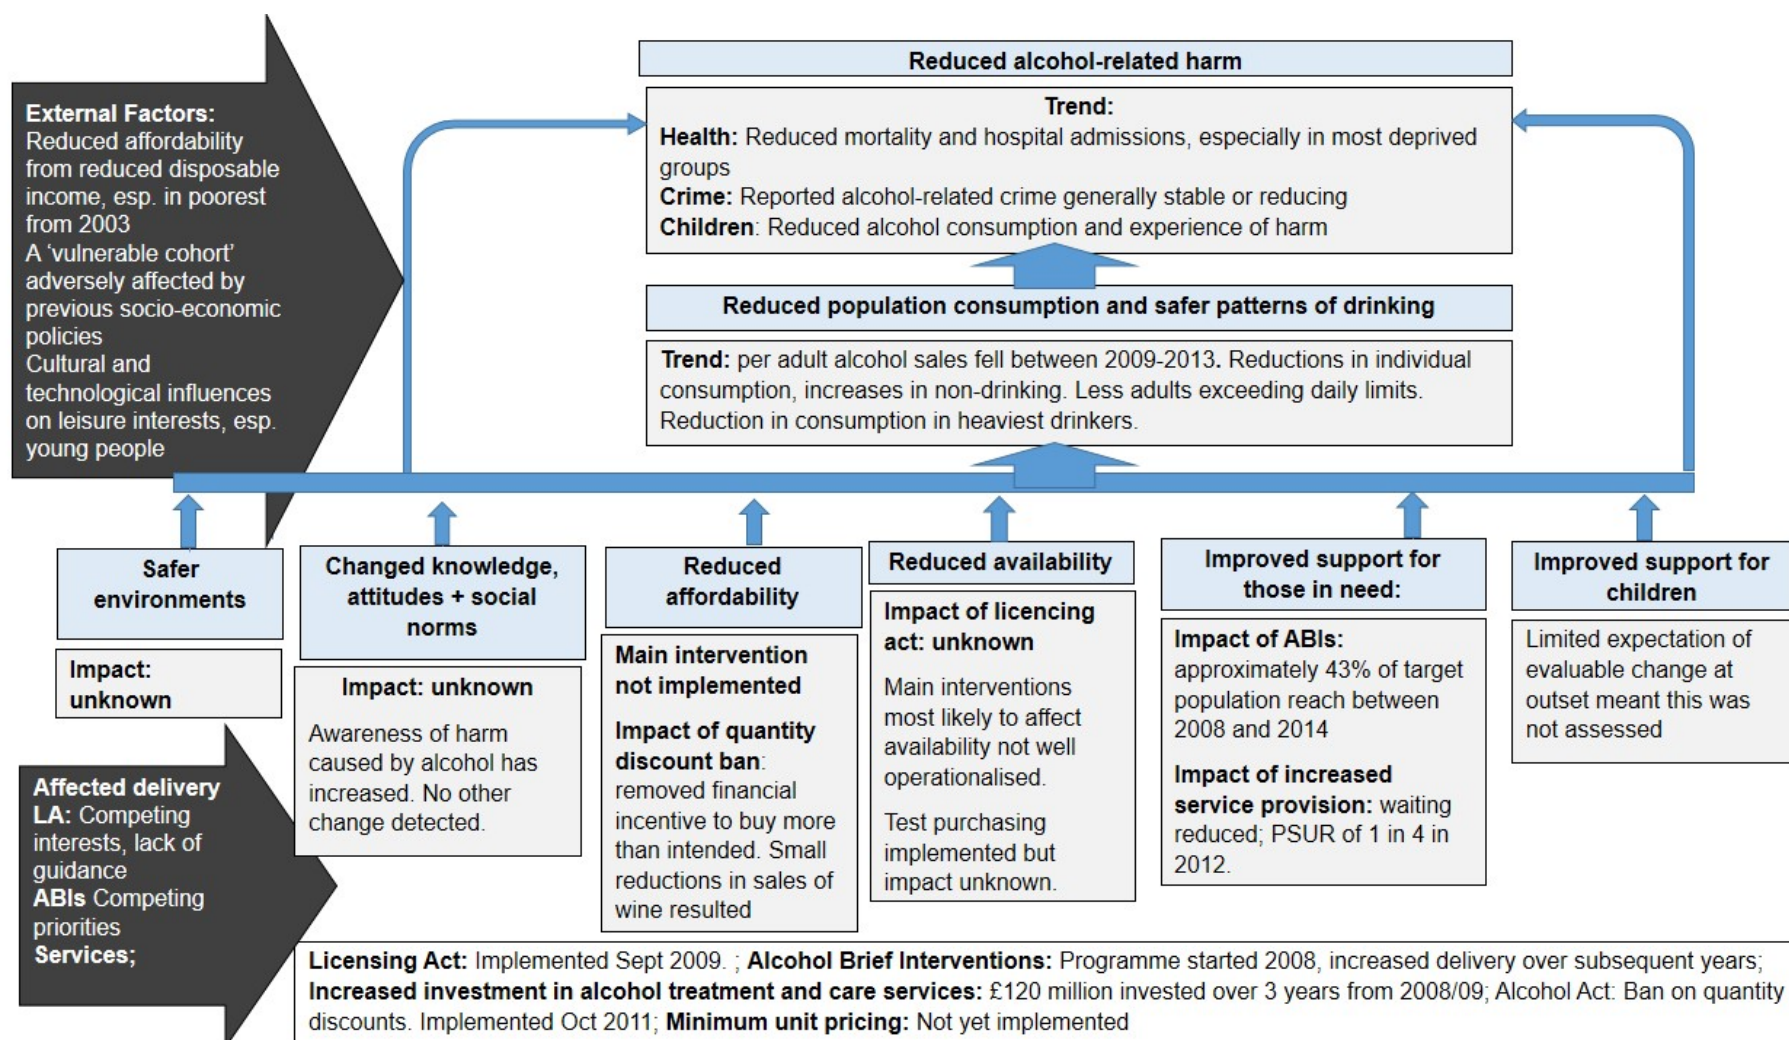 External Factors:
Reduced affordability
from reduced disposable
income, esp. in poorest
from 2003
A ‘vulnerable cohort’
adversely affected by
previous socio-economic
policies
Cultural and
technological influences
on leisure interests, esp.
young people
Reduced alcohol-related harm
Trend:
Health: Reduced mortality and hospital admissions, especially in most deprived
groups
Crime: Reported alcohol-related crime generally stable or reducing
Children: Reduced alcohol consumption and experience of harm
Reduced population consumption and safer patterns of drinking
Trend: per adult alcohol sales fell between 2009-2013. Reductions in individual
consumption, increases in non-drinking. Less adults exceeding daily limits.
Reduction in consumption in heaviest drinkers.
Safer
environments
Impact:
unknown
Changed knowledge,
attitudes + social
norms
Impact: unknown
Awareness of harm
caused by alcohol has
increased. No other
change detected.
Reduced
affordability
Main intervention
not implemented
Impact of quantity
discount ban:
removed financial
incentive to buy more
than intended. Small
reductions in sales of
wine resulted
Reduced availability
Impact of licencing
act: unknown
Main interventions
most likely to affect
availability not well
operationalised.
Test purchasing
implemented but
impact unknown.
Improved support for
those in need:
Impact of ABIs:
approximately 43% of target
population reach between
2008 and 2014
Impact of increased
service provision: waiting
reduced; PSUR of 1 in 4 in
2012.
Improved support for
children
Limited expectation of
evaluable change at
outset meant this was
not assessed
Affected delivery
LA: Competing
interests, lack of
guidance
ABIs Competing
priorities
Services;
Licensing Act: Implemented Sept 2009. ; Alcohol Brief Interventions: Programme started 2008, increased delivery over subsequent years;
Increased investment in alcohol treatment and care services: £120 million invested over 3 years from 2008/09; Alcohol Act: Ban on quantity
discounts. Implemented Oct 2011; Minimum unit pricing: Not yet implemented